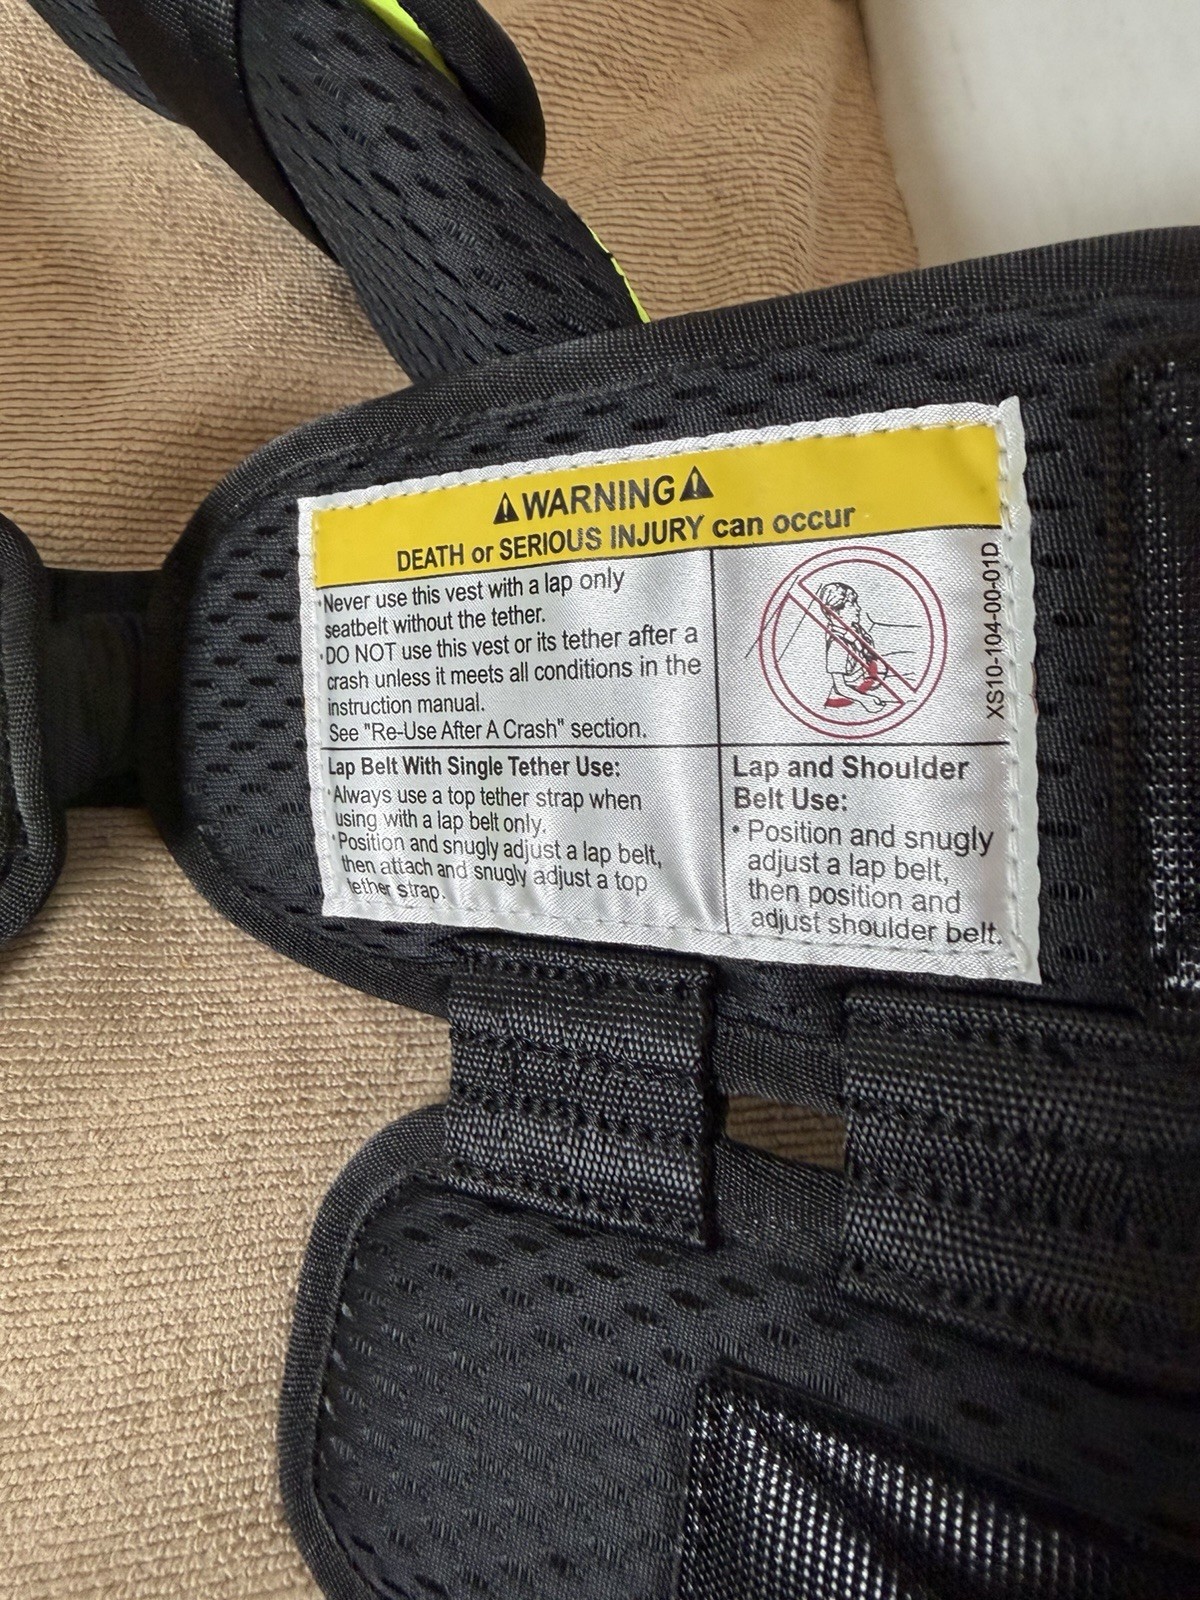 ⚠WARNING⚠
DEATH or SERIOUS INJURY can occur
•Never use this vest with a lap only
seatbelt without the tether.
•DO NOT use this vest or its tether after a
crash unless it meets all conditions in the
instruction manual.
See "Re-Use After A Crash" section.
XS10-104-00-01D
Lap Belt With Single Tether Use:
•Always use a top tether strap when
using with a lap belt only.
•Position and snugly adjust a lap belt,
then attach and snugly adjust a top
tether strap.
Lap and Shoulder
Belt Use:
• Position and snugly
adjust a lap belt,
then position and
adjust shoulder belt.